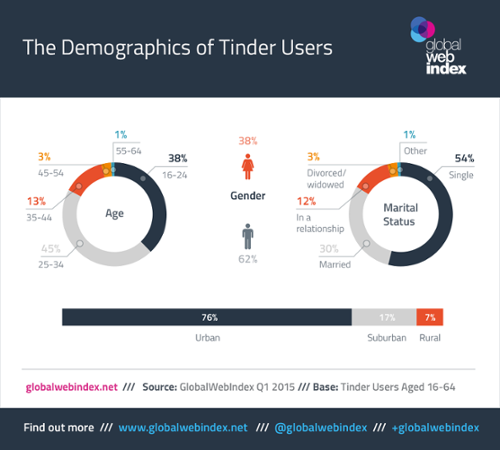 The Demographics of Tinder Users
global
web
index
1%
55-64
3%
45-54
38%
16-24
13%
35-44
Age
45%
25-34
38%
Gender
62%
1%
Other
3%
Divorced/
widowed
54%
Single
12%
In a
relationship
Marital
Status
30%
Married
76% 17% 7%
Urban Suburban Rural
globalwebindex.net /// Source: GlobalWebIndex Q1 2015 /// Base: Tinder Users Aged 16-64
Find out more /// www.globalwebindex.net /// @globalwebindex /// +globalwebindex